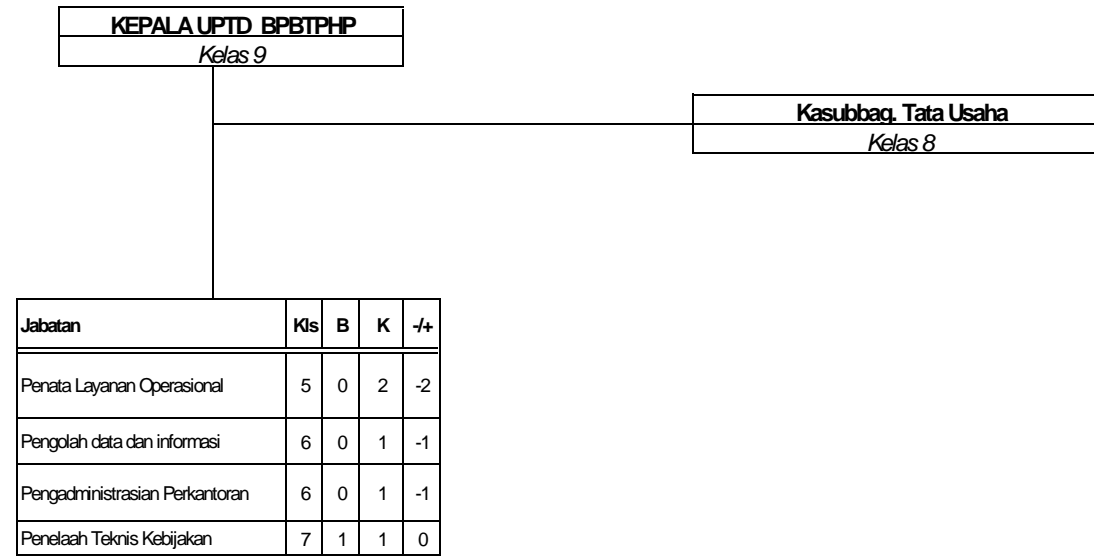 KEPALA UPTD BPBTPHP
Kelas 9
Kasubbag. Tata Usaha
Kelas 8
Jabatan Kls B K -/+
Penata Layanan Operasional 5 0 2 -2
Pengolah data dan informasi 6 0 1 -1
Pengadministrasian Perkantoran 6 0 1 -1
Penelaah Teknis Kebijakan 7 1 1 0